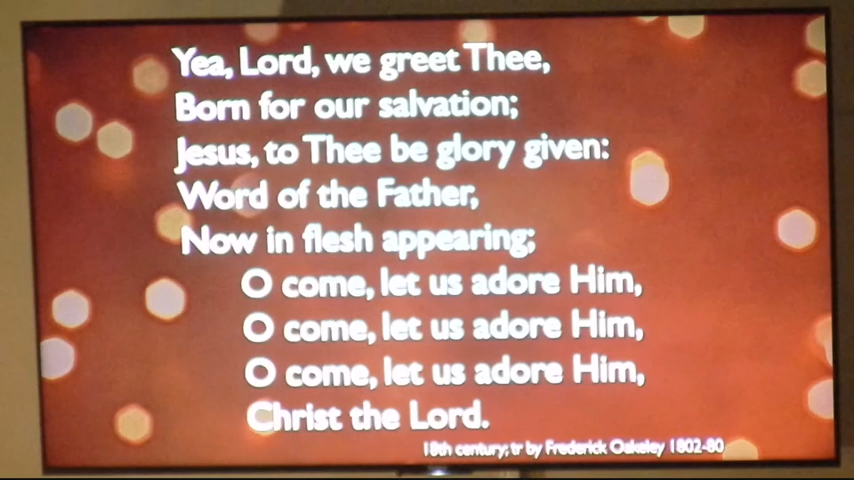 Yea, Lord, we greet Thee,
Born for our salvation;
Jesus, to Thee be glory given:
Word of the Father,
Now in flesh appearing;
O come, let us adore Him,
O come, let us adore Him,
O come, let us adore Him,
Christ the Lord.
18th century; tr by Frederick Oakeley 1802-80